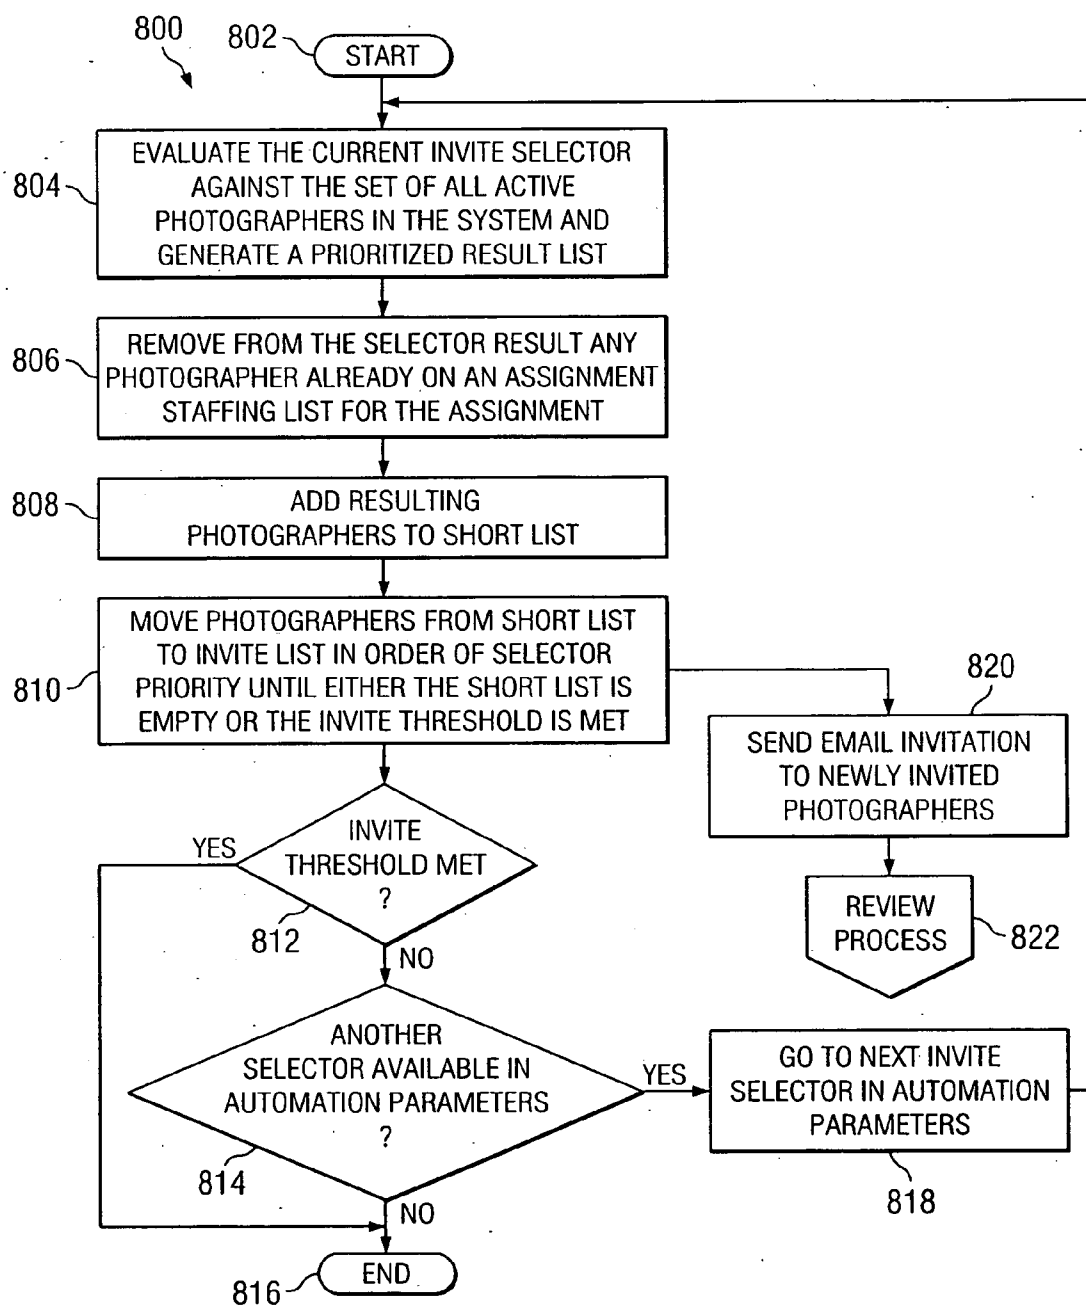 800
802
START
804
EVALUATE THE CURRENT INVITE SELECTOR
AGAINST THE SET OF ALL ACTIVE
PHOTOGRAPHERS IN THE SYSTEM AND
GENERATE A PRIORITIZED RESULT LIST
806
REMOVE FROM THE SELECTOR RESULT ANY
PHOTOGRAPHER ALREADY ON AN ASSIGNMENT
STAFFING LIST FOR THE ASSIGNMENT
808
ADD RESULTING
PHOTOGRAPHERS TO SHORT LIST
810
MOVE PHOTOGRAPHERS FROM SHORT LIST
TO INVITE LIST IN ORDER OF SELECTOR
PRIORITY UNTIL EITHER THE SHORT LIST IS
EMPTY OR THE INVITE THRESHOLD IS MET
820
SEND EMAIL INVITATION
TO NEWLY INVITED
PHOTOGRAPHERS
YES
INVITE
THRESHOLD MET
?
812
NO
REVIEW
PROCESS
822
ANOTHER
SELECTOR AVAILABLE IN
AUTOMATION PARAMETERS
?
814
YES
NO
GO TO NEXT INVITE
SELECTOR IN AUTOMATION
PARAMETERS
818
816
END